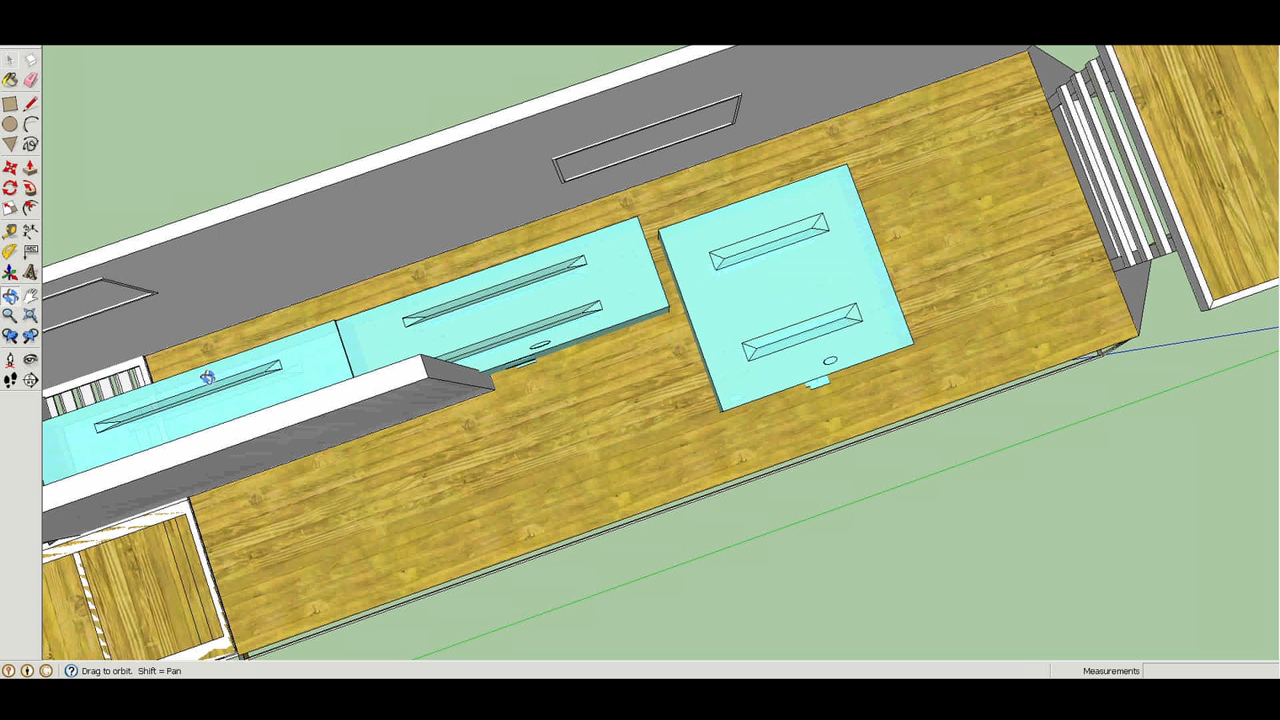 Drag to orbit. Shift = Pan
Measurements